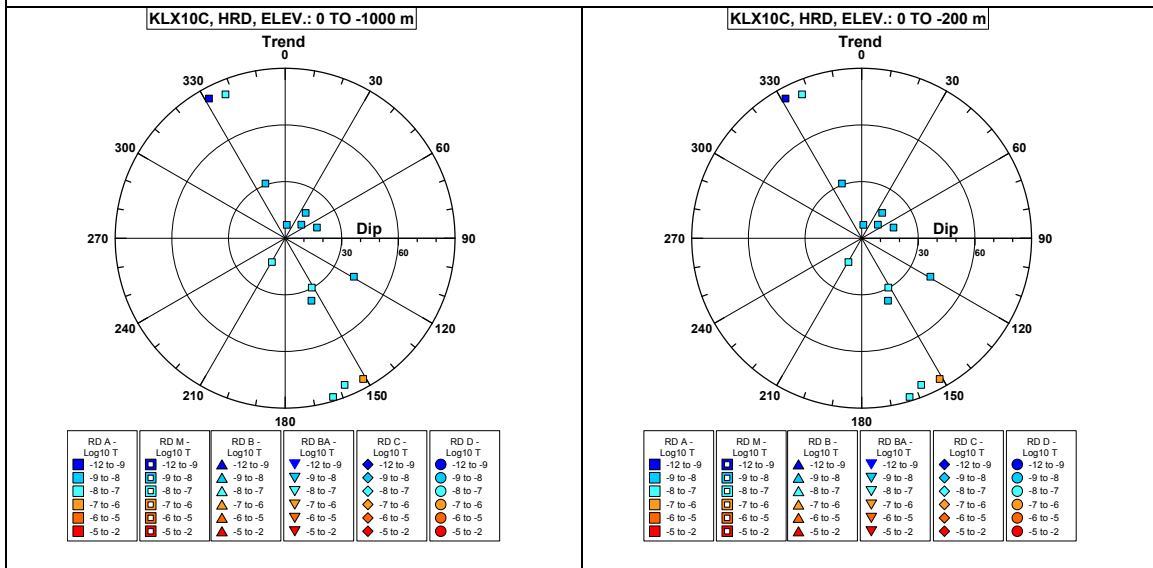 KLX10C, HRD, ELEV.: 0 TO -1000 m
Trend
0
330
30
300
60
270
Dip
90
30
60
240
120
210
150
180
RD A - RD M - RD B - RD BA - RD C - RD D -
Log10 T Log10 T Log10 T Log10 T Log10 T Log10 T
-12 to -9 -12 to -9 -12 to -9 -12 to -9 -12 to -9 -12 to -9
-9 to -8 -9 to -8 -9 to -8 -9 to -8 -9 to -8 -9 to -8
-8 to -7 -8 to -7 -8 to -7 -8 to -7 -8 to -7 -8 to -7
-7 to -6 -7 to -6 -7 to -6 -7 to -6 -7 to -6 -7 to -6
-6 to -5 -6 to -5 -6 to -5 -6 to -5 -6 to -5 -6 to -5
-5 to -2 -5 to -2 -5 to -2 -5 to -2 -5 to -2 -5 to -2
KLX10C, HRD, ELEV.: 0 TO -200 m
Trend
0
330
30
300
60
270
Dip
90
30
60
240
120
210
150
180
RD A - RD M - RD B - RD BA - RD C - RD D -
Log10 T Log10 T Log10 T Log10 T Log10 T Log10 T
-12 to -9 -12 to -9 -12 to -9 -12 to -9 -12 to -9 -12 to -9
-9 to -8 -9 to -8 -9 to -8 -9 to -8 -9 to -8 -9 to -8
-8 to -7 -8 to -7 -8 to -7 -8 to -7 -8 to -7 -8 to -7
-7 to -6 -7 to -6 -7 to -6 -7 to -6 -7 to -6 -7 to -6
-6 to -5 -6 to -5 -6 to -5 -6 to -5 -6 to -5 -6 to -5
-5 to -2 -5 to -2 -5 to -2 -5 to -2 -5 to -2 -5 to -2